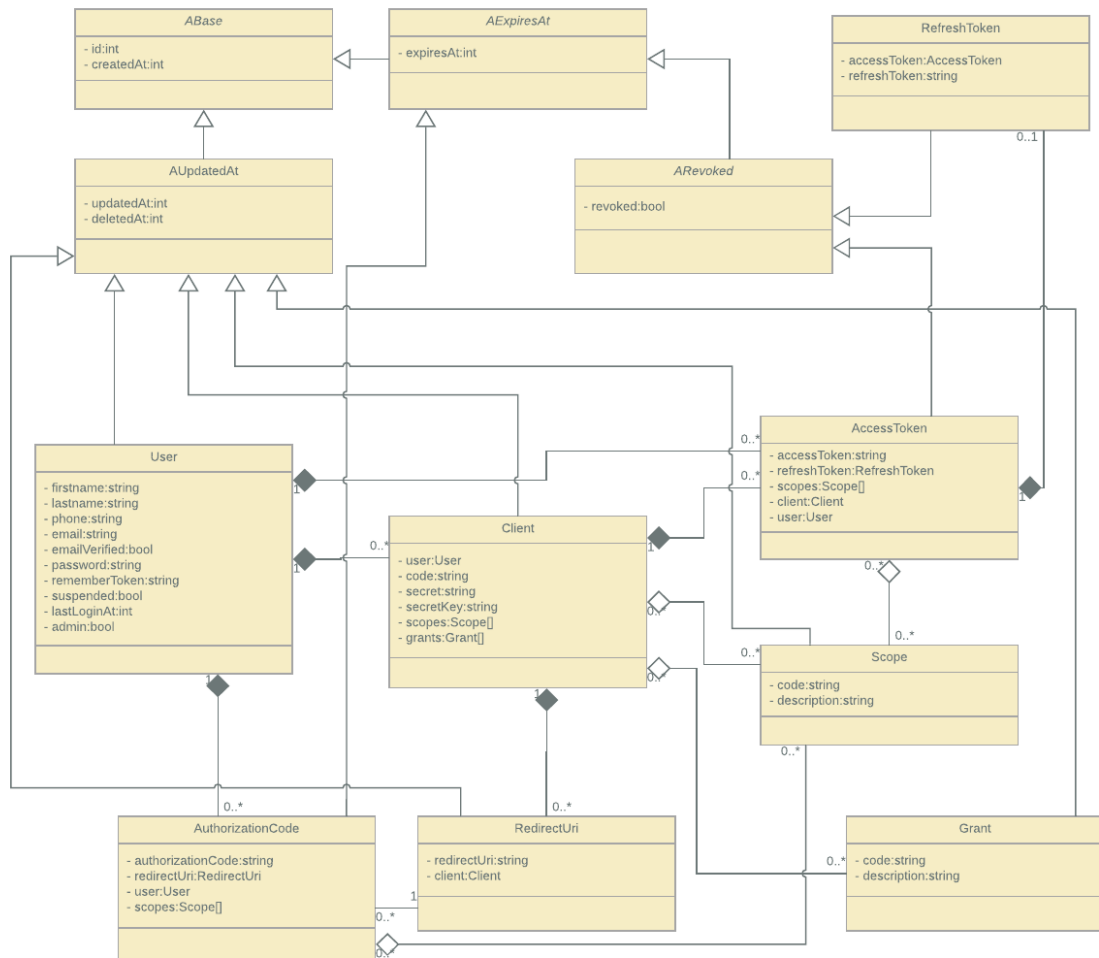 ABase
- id:int
- createdAt:int
AExpiresAt
- expiresAt:int
RefreshToken
- accessToken:AccessToken
- refreshToken:string
0..1
AUpdatedAt
- updatedAt:int
- deletedAt:int
ARevoked
- revoked:bool
User
- firstname:string
- lastname:string
- phone:string
- email:string
- emailVerified:bool
- password:string
- rememberToken:string
- suspended:bool
- lastLoginAt:int
- admin:bool
1
1
1
0..*
Client
- user:User
- code:string
- secret:string
- secretKey:string
- scopes:Scope[]
- grants:Grant[]
1
0..*
0..*
1
0..*
0..*
AccessToken
- accessToken:string
- refreshToken:RefreshToken
- scopes:Scope[]
- client:Client
- user:User
1
0..*
0..*
0..*
Scope
- code:string
- description:string
0..*
0..*
AuthorizationCode
- authorizationCode:string
- redirectUri:RedirectUri
- user:User
- scopes:Scope[]
0..*
0..*
0..*
RedirectUri
- redirectUri:string
- client:Client
1
0..*
Grant
- code:string
- description:string